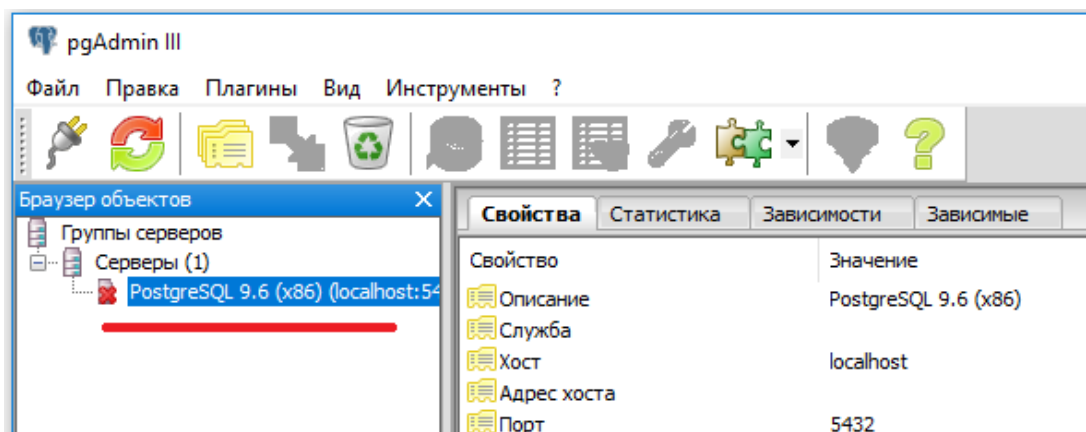 pgAdmin III
Файл Правка Плагины Вид Инструменты ?
Браузер объектов
Группы серверов
Серверы (1)
PostgreSQL 9.6 (x86) (localhost:54
Свойства Статистика Зависимости Зависимые
Свойство Значение
Описание PostgreSQL 9.6 (x86)
Служба
Хост localhost
Адрес хоста
Порт 5432